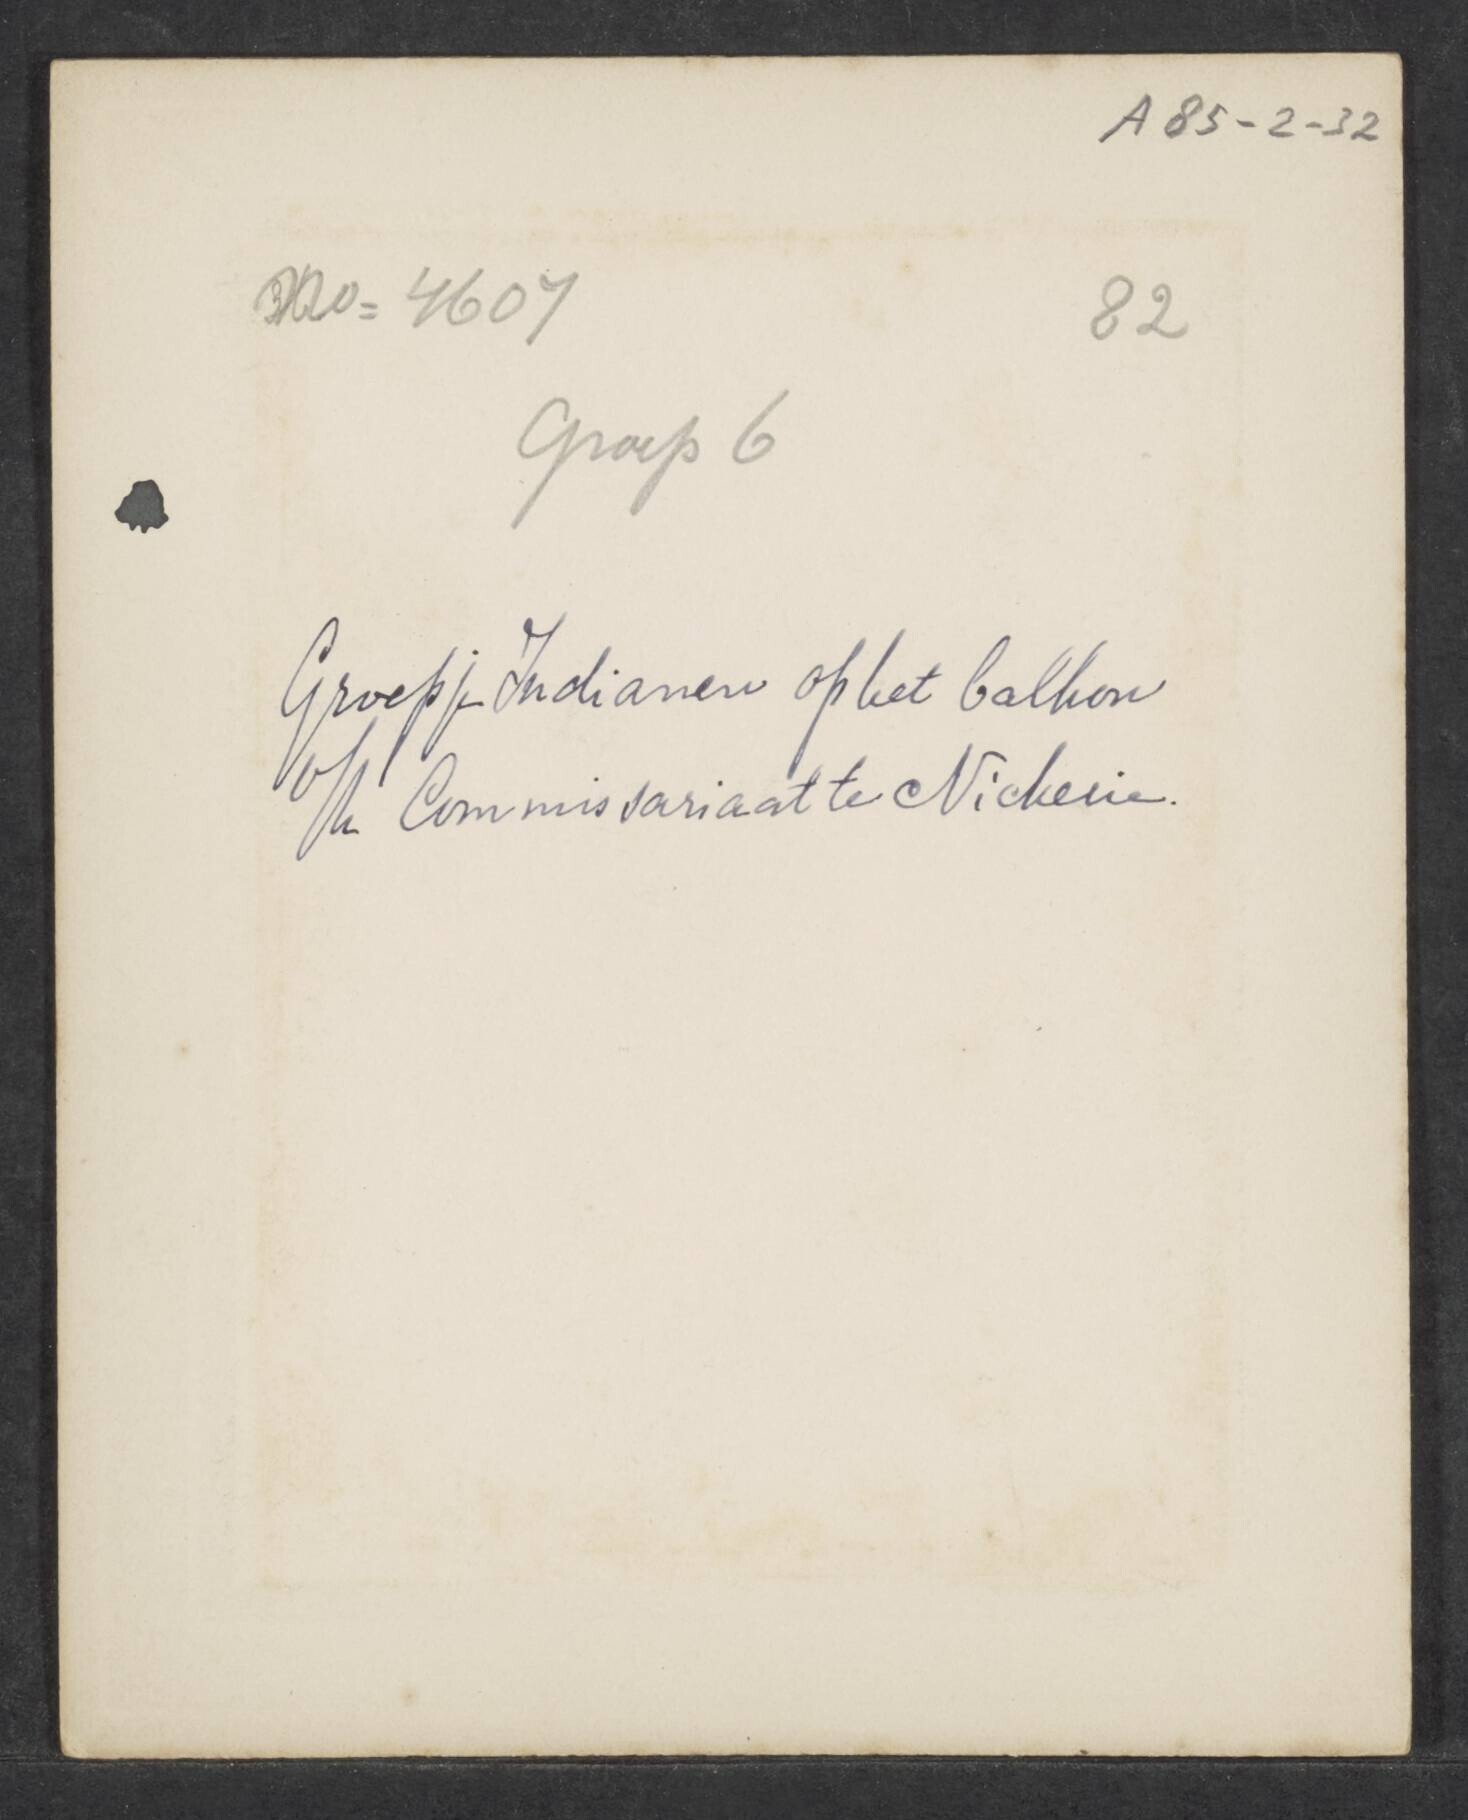 A 85-2-32
No= 4607
82
Groep 6
Groepje Indianen op het balkon
v/h Commissariaat te Nickerie.